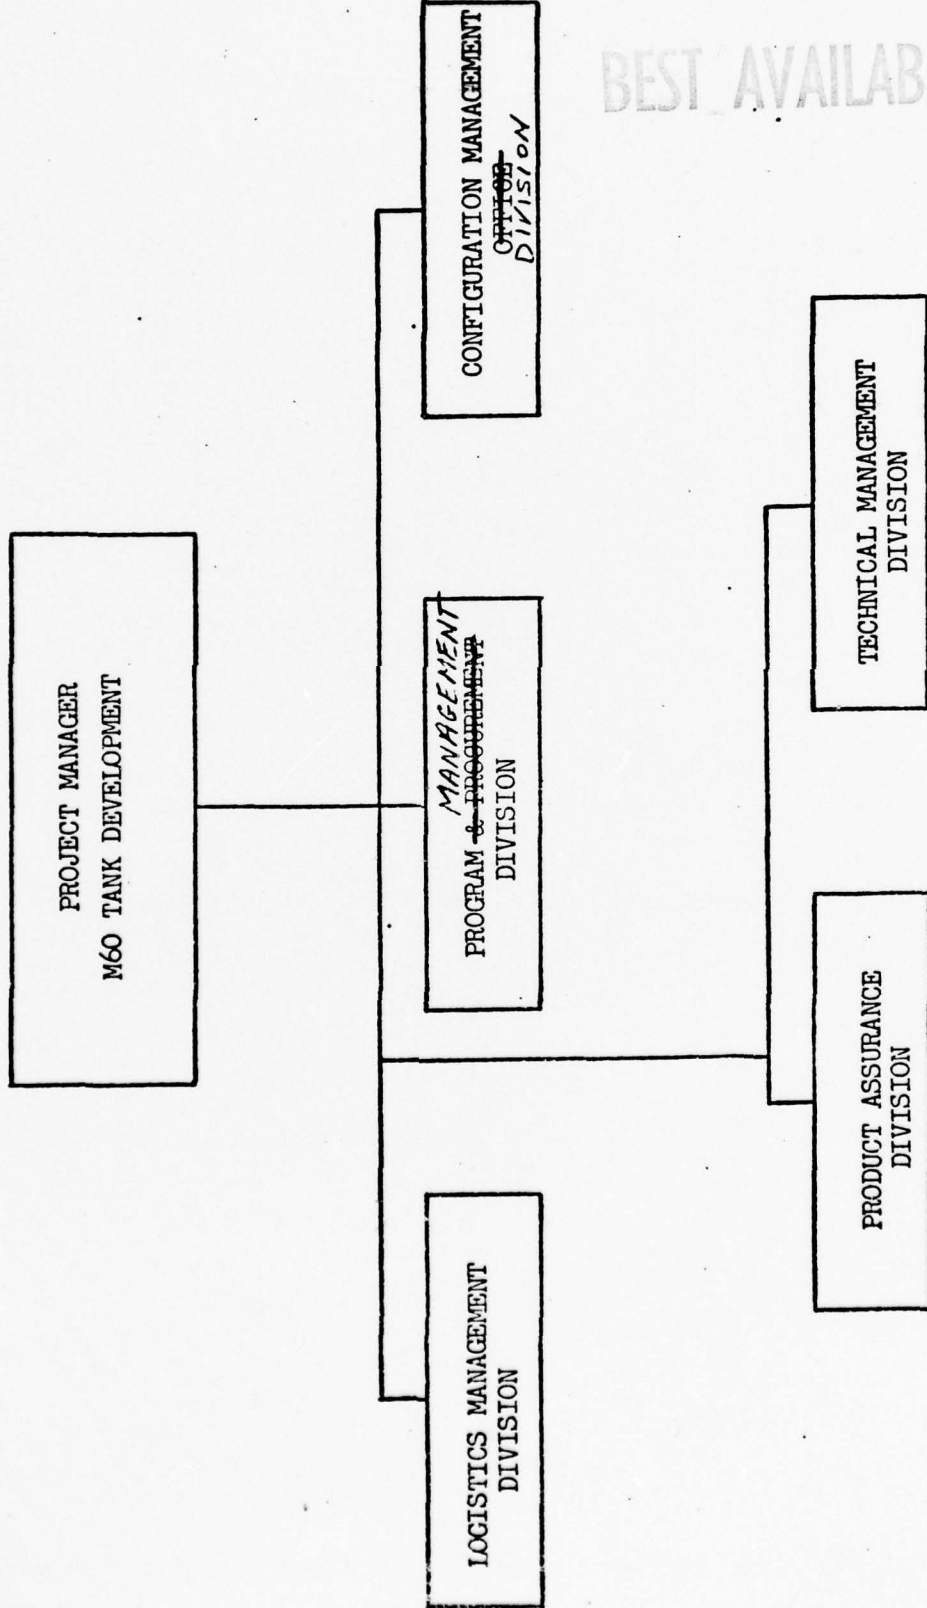 BEST AVAILAB
PROJECT MANAGER
M60 TANK DEVELOPMENT
LOGISTICS MANAGEMENT
DIVISION
MANAGEMENT
PROGRAM & PROCUREMENT
DIVISION
CONFIGURATION MANAGEMENT
OFFICE
DIVISION
PRODUCT ASSURANCE
DIVISION
TECHNICAL MANAGEMENT
DIVISION